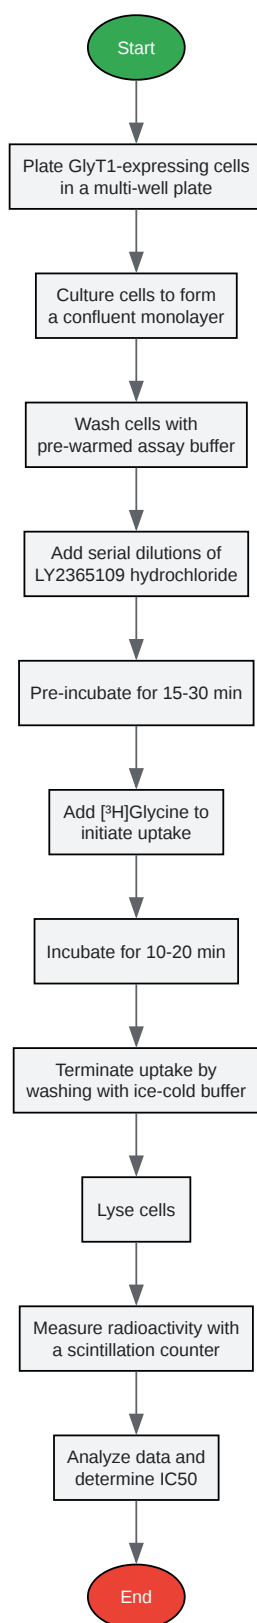 Start
Plate GlyT1-expressing cells
in a multi-well plate
Culture cells to form
a confluent monolayer
Wash cells with
pre-warmed assay buffer
Add serial dilutions of
LY2365109 hydrochloride
Pre-incubate for 15-30 min
Add [³H]Glycine to
initiate uptake
Incubate for 10-20 min
Terminate uptake by
washing with ice-cold buffer
Lyse cells
Measure radioactivity with
a scintillation counter
Analyze data and
determine IC50
End